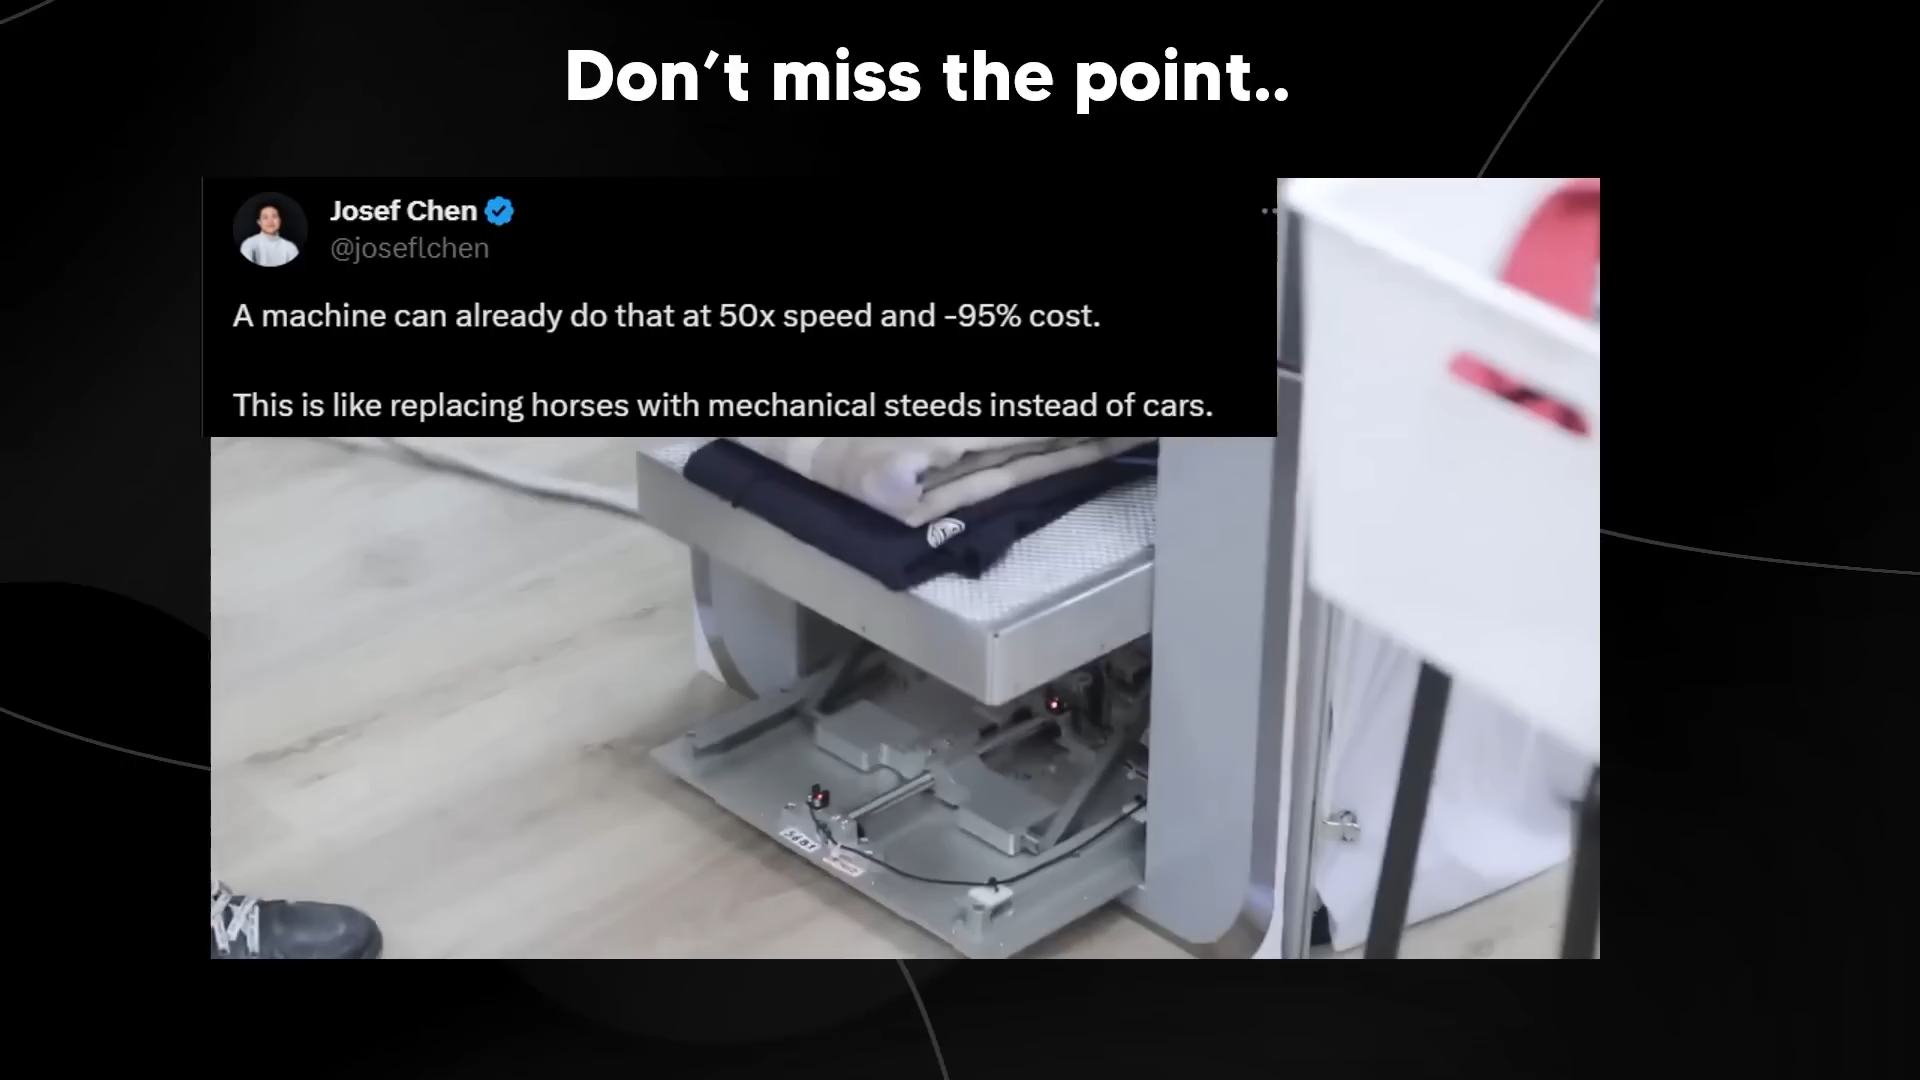 Don't miss the point..
Josef Chen
@joseflchen
A machine can already do that at 50x speed and -95% cost.
This is like replacing horses with mechanical steeds instead of cars.